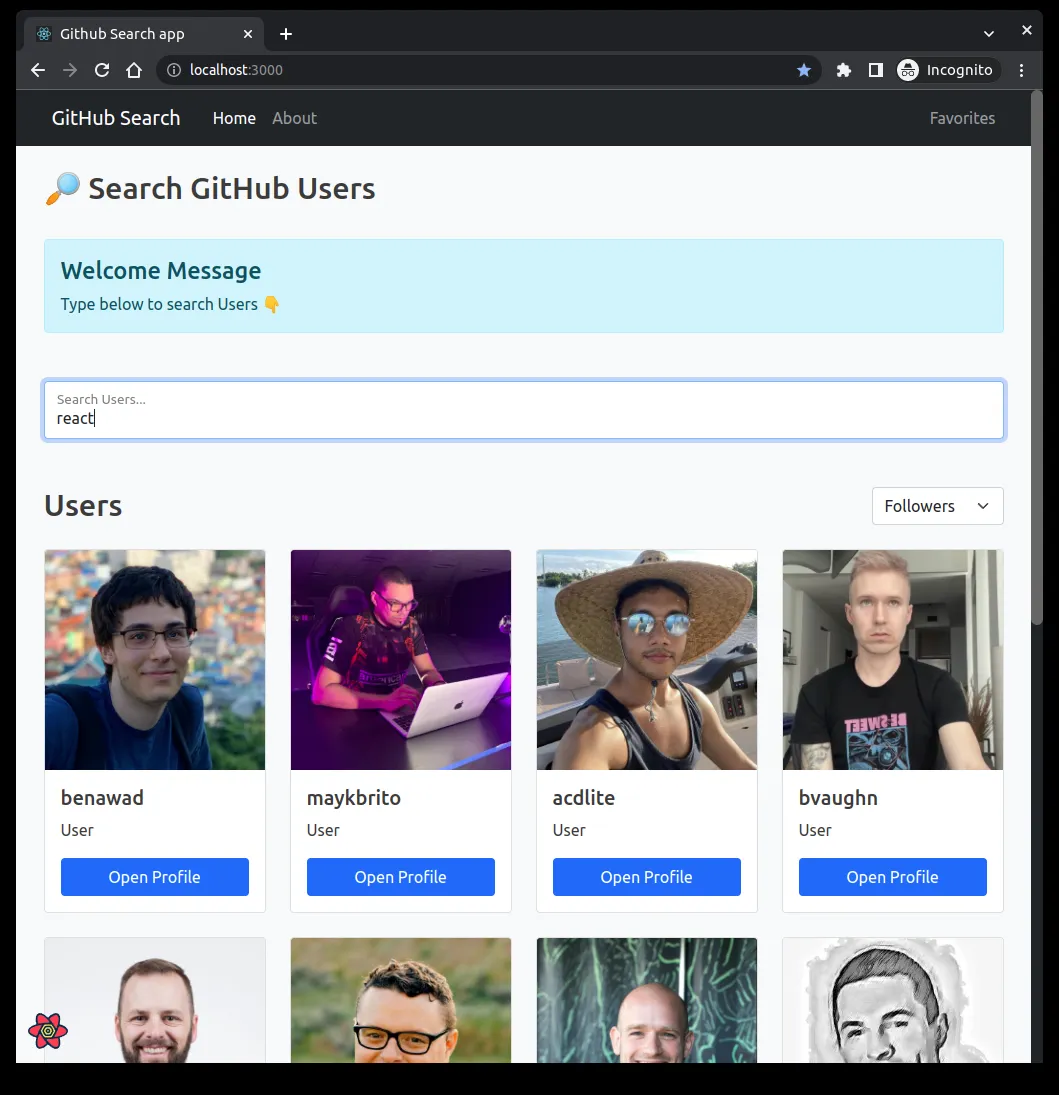 Github Search app
localhost:3000
Incognito
GitHub Search Home About Favorites
Search GitHub Users
Welcome Message
Type below to search Users 👇
Search Users...
react
Users
Followers
BE SWEET
benawad maykbrito acdlite bvaughn
User User User User
Open Profile Open Profile Open Profile Open Profile